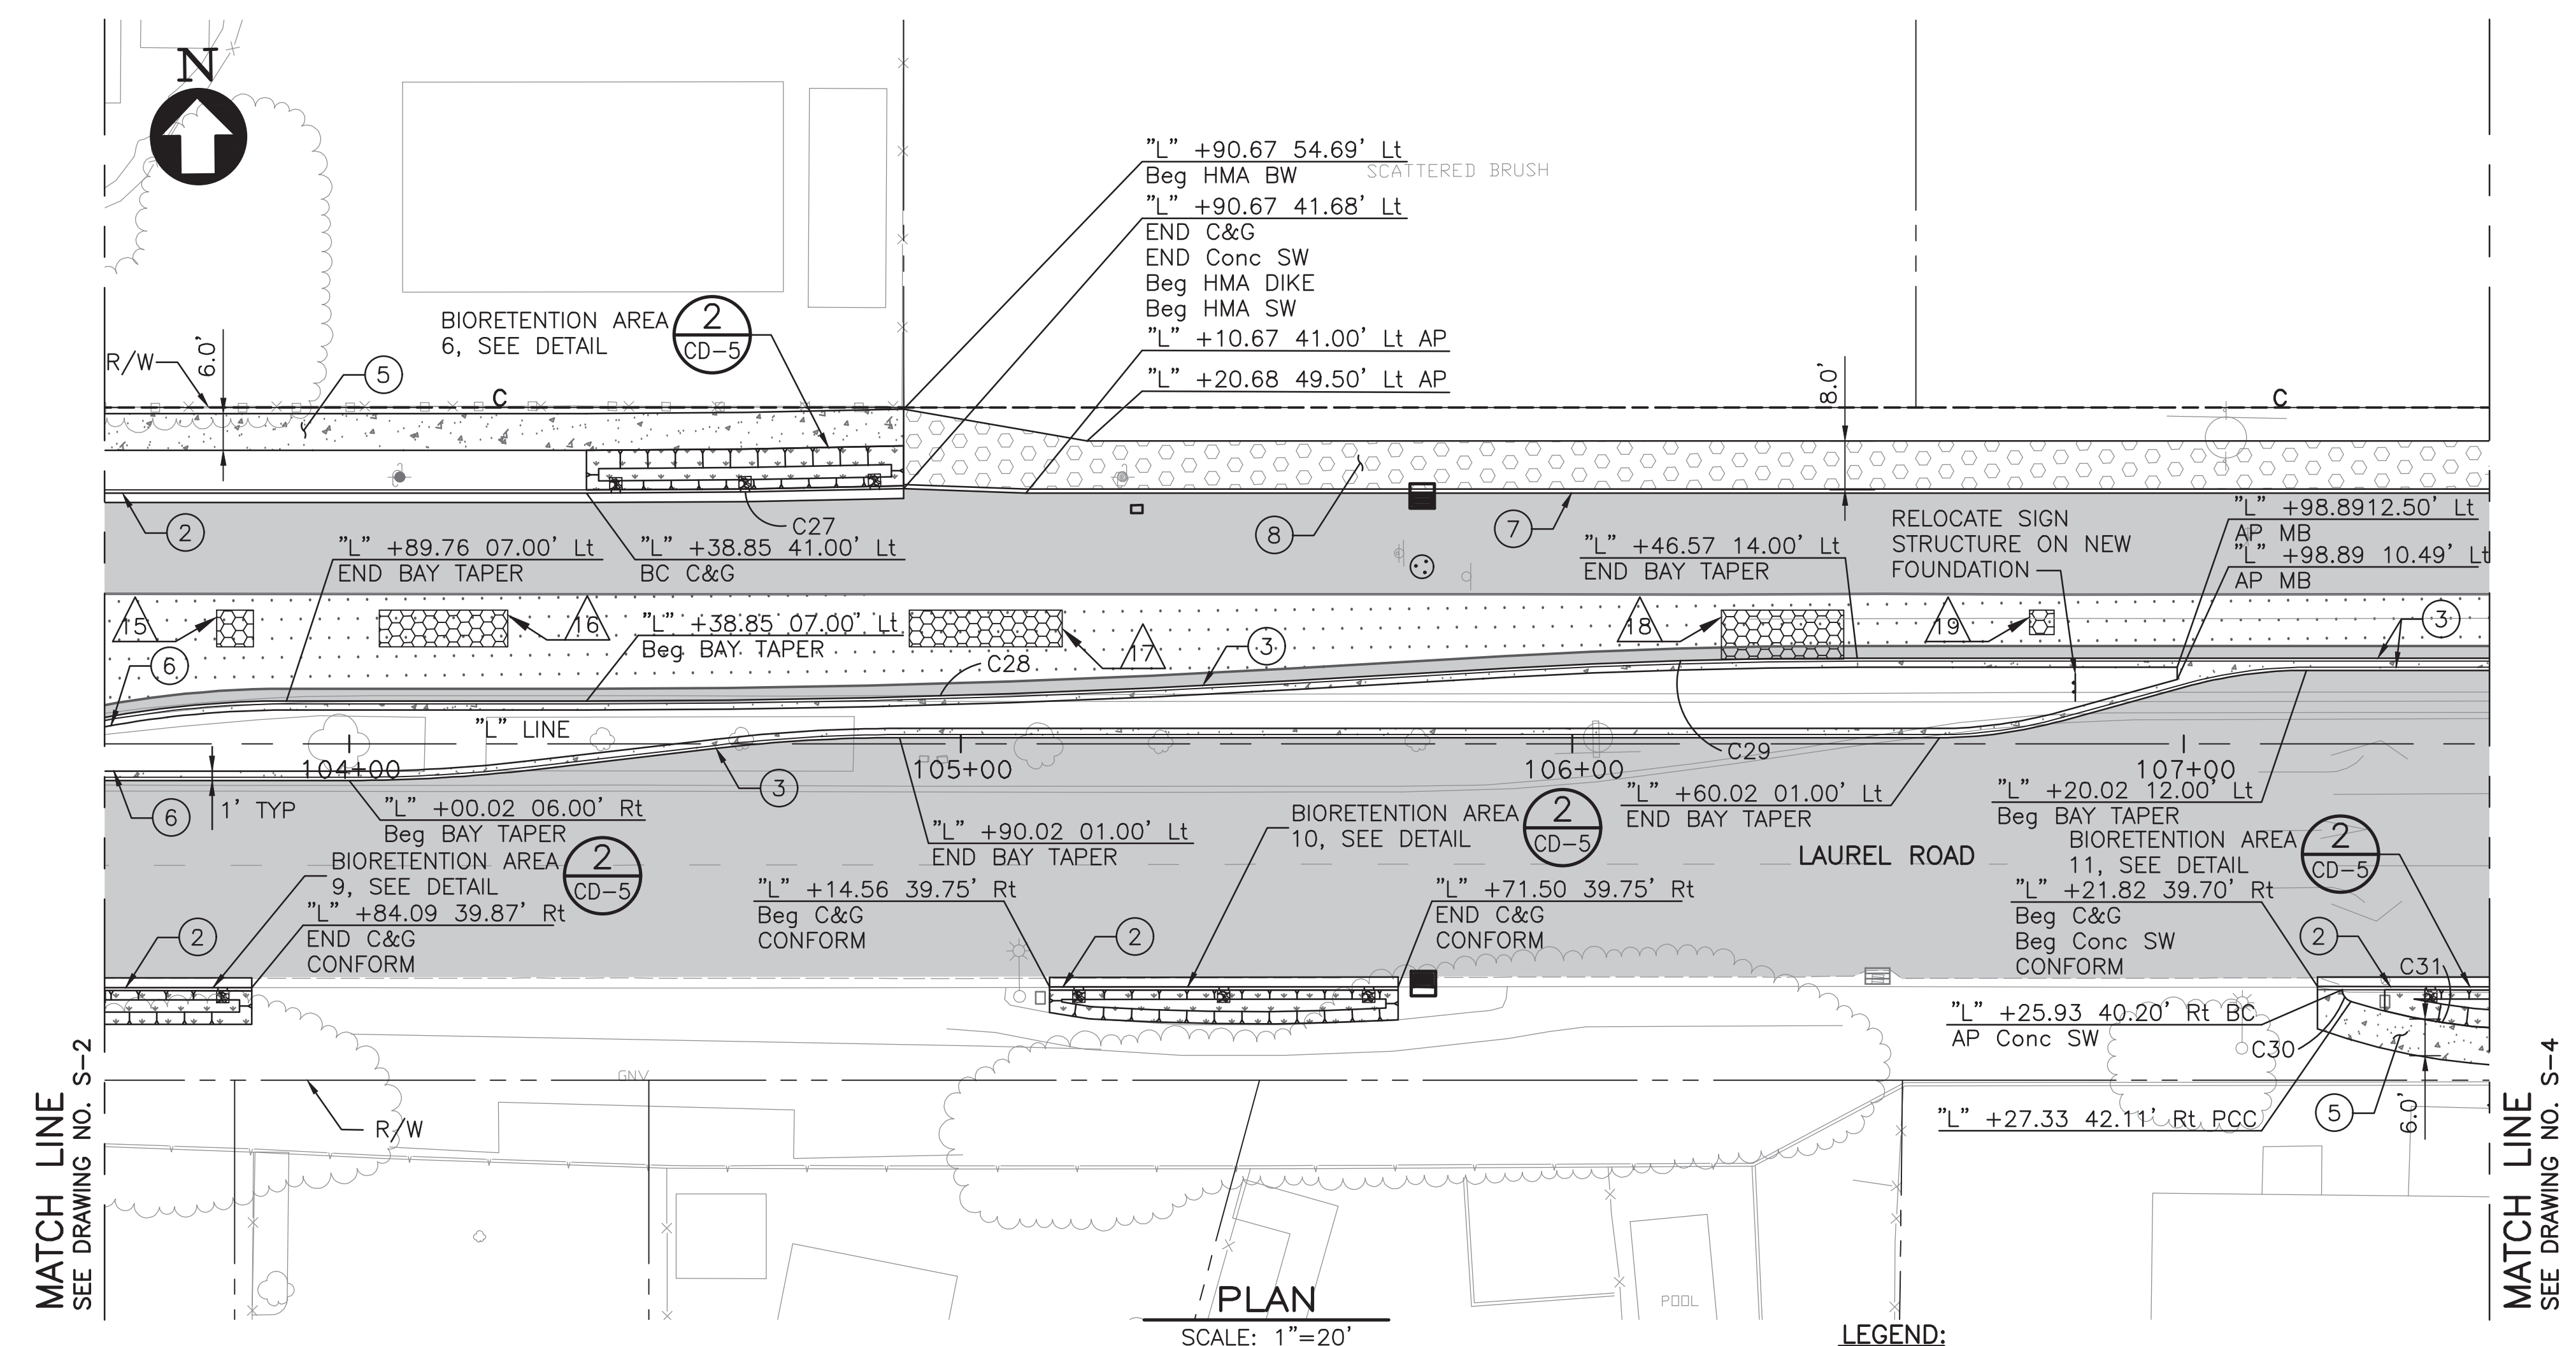 N
"L" +90.67 54.69' Lt
Beg HMA BW
SCATTERED BRUSH
"L" +90.67 41.68' Lt
END C&G
END Conc SW
Beg HMA DIKE
Beg HMA SW
"L" +10.67 41.00' Lt AP
"L" +20.68 49.50' Lt AP
BIORETENTION AREA
6, SEE DETAIL
2
CD-5
R/W
6.0'
5
C
8.0'
C
2
C27
8
7
"L" +89.76 07.00' Lt
END BAY TAPER
"L" +38.85 41.00' Lt
BC C&G
"L" +46.57 14.00' Lt
END BAY TAPER
RELOCATE SIGN
STRUCTURE ON NEW
FOUNDATION
"L" +98.8912.50' Lt
AP MB
"L" +98.89 10.49' Lt
AP MB
15
16
"L" +38.85 07.00' Lt
Beg BAY TAPER
17
18
19
3
3
6
C28
"L" LINE
C29
104+00
105+00
106+00
107+00
6
1' TYP
3
"L" +00.02 06.00' Rt
Beg BAY TAPER
"L" +90.02 01.00' Lt
END BAY TAPER
"L" +60.02 01.00' Lt
END BAY TAPER
"L" +20.02 12.00' Lt
Beg BAY TAPER
BIORETENTION AREA
9, SEE DETAIL
2
CD-5
BIORETENTION AREA
10, SEE DETAIL
2
CD-5
LAUREL ROAD
BIORETENTION AREA
11, SEE DETAIL
2
CD-5
"L" +84.09 39.87' Rt
END C&G
CONFORM
"L" +14.56 39.75' Rt
Beg C&G
CONFORM
"L" +71.50 39.75' Rt
END C&G
CONFORM
"L" +21.82 39.70' Rt
Beg C&G
Beg Conc SW
CONFORM
2
2
2
C31
"L" +25.93 40.20' Rt BC
AP Conc SW
C30
5
6.0'
"L" +27.33 42.11' Rt PCC
GNV
R/W
POOL
MATCH LINE
SEE DRAWING NO. S-2
MATCH LINE
SEE DRAWING NO. S-4
PLAN
SCALE: 1"=20'
LEGEND: